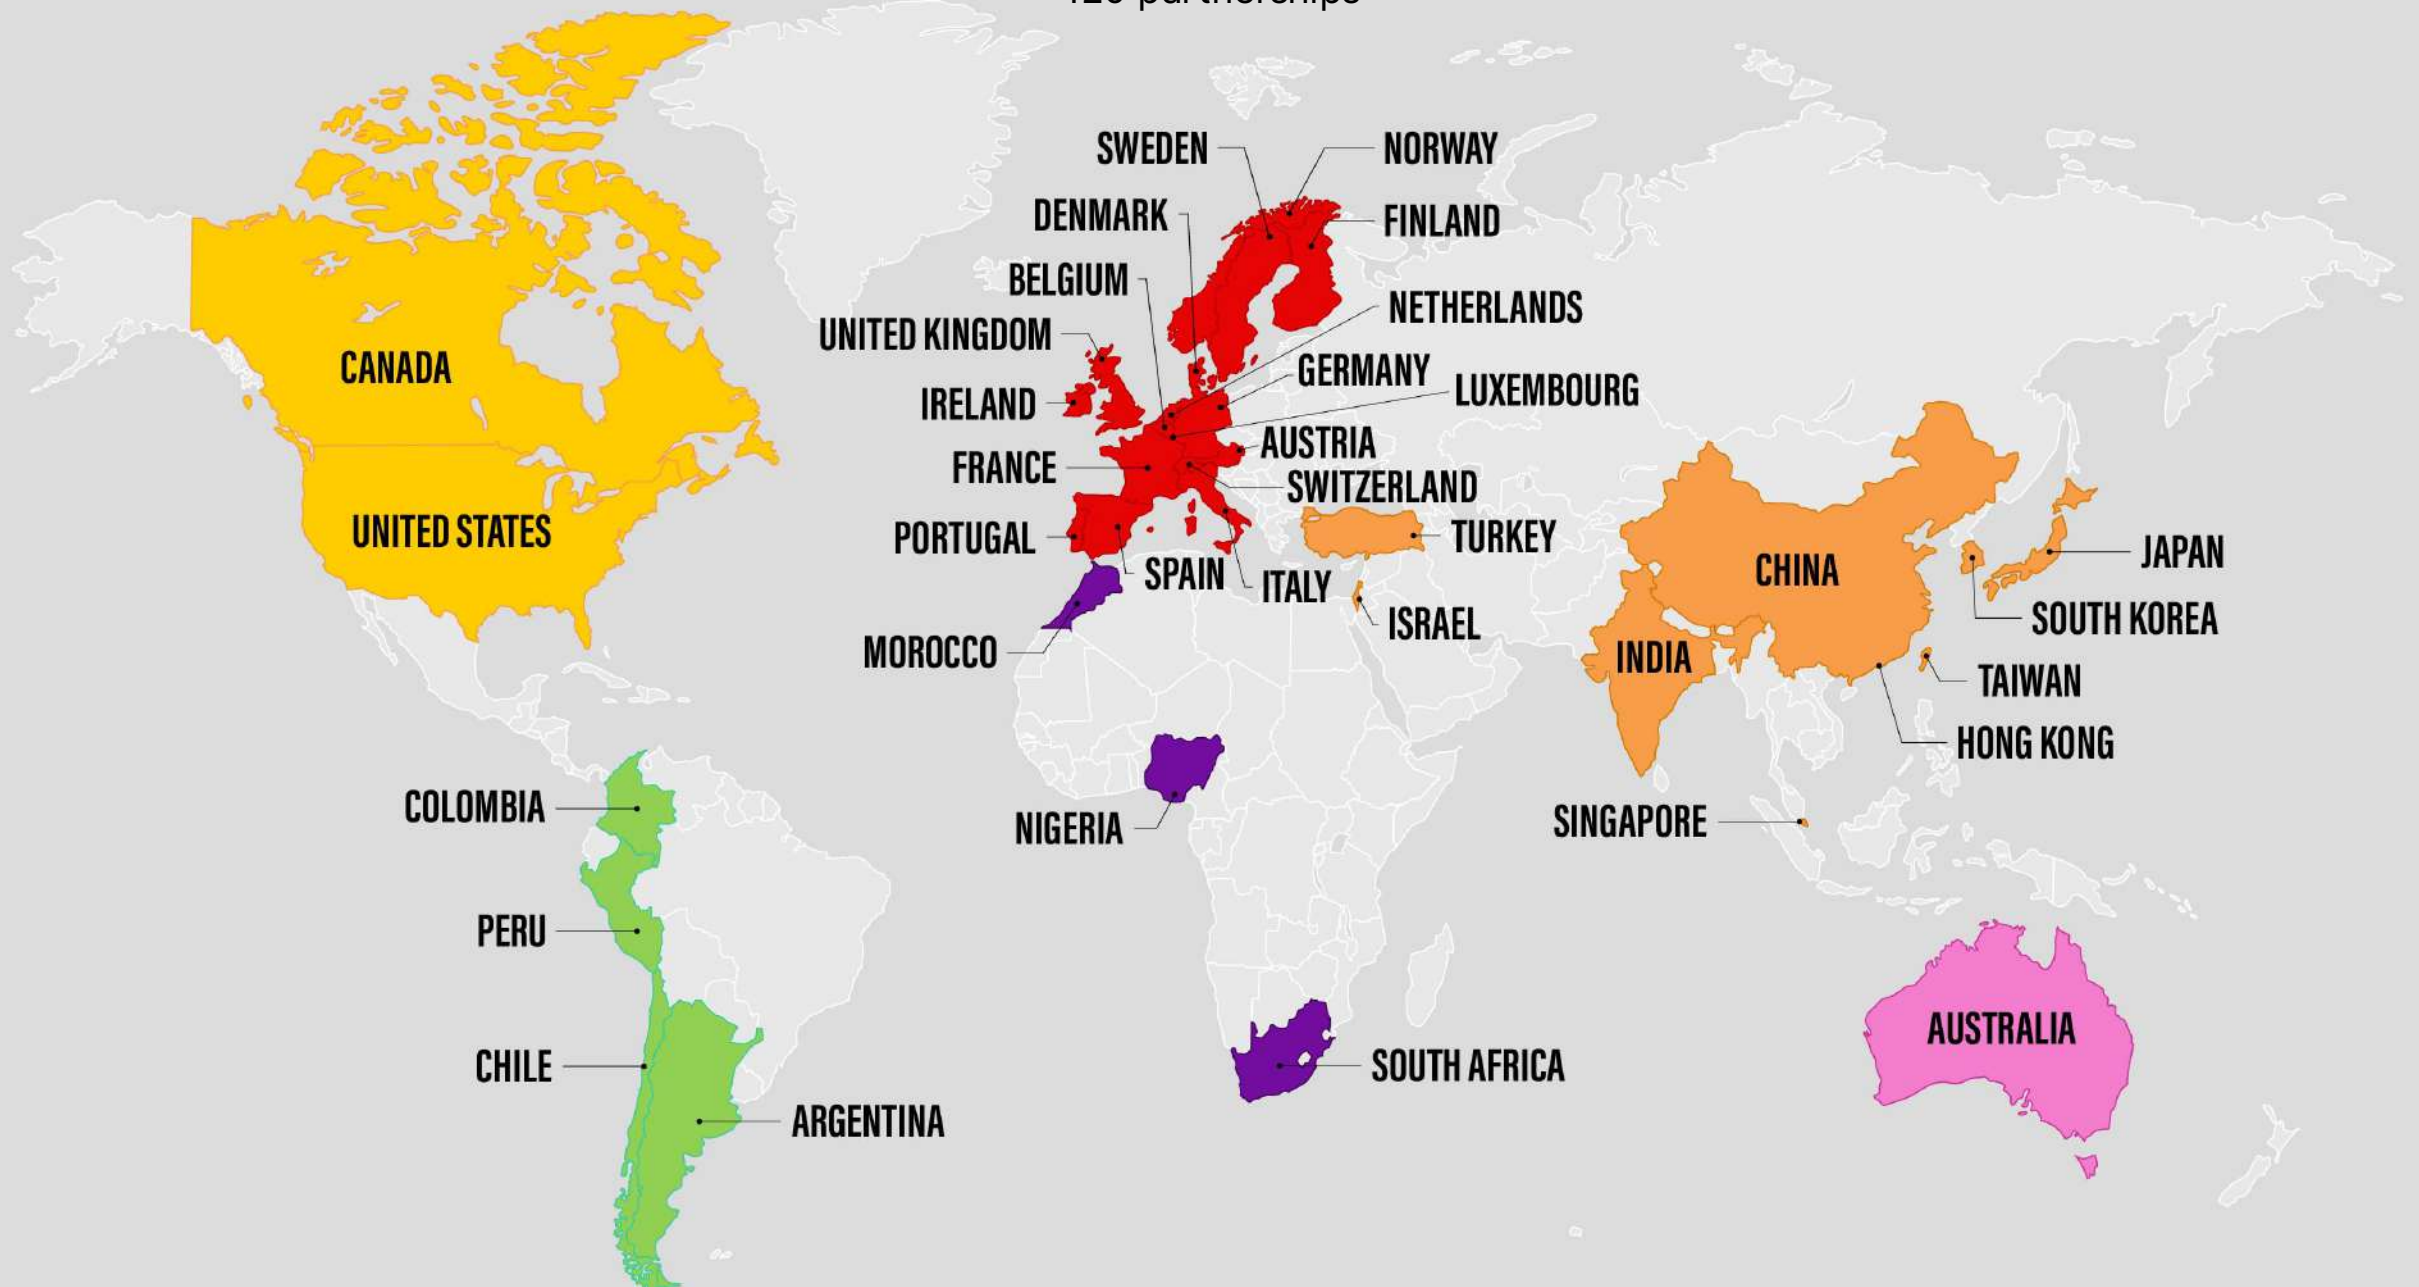 partnerships
SWEDEN
NORWAY
DENMARK
FINLAND
BELGIUM
NETHERLANDS
UNITED KINGDOM
CANADA
GERMANY
LUXEMBOURG
IRELAND
AUSTRIA
FRANCE
SWITZERLAND
UNITED STATES
PORTUGAL
TURKEY
JAPAN
CHINA
SPAIN
ITALY
ISRAEL
SOUTH KOREA
MOROCCO
INDIA
TAIWAN
HONG KONG
COLOMBIA
NIGERIA
SINGAPORE
PERU
AUSTRALIA
CHILE
SOUTH AFRICA
ARGENTINA